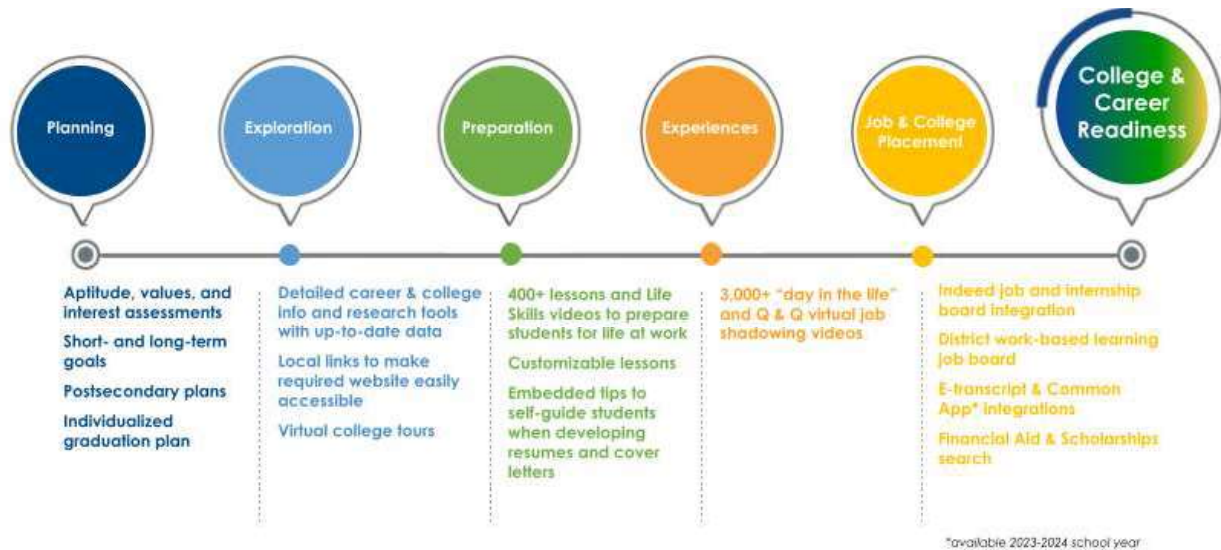 Planning
Exploration
Preparation
Experiences
Job & College
Placement
College &
Career
Readiness
Aptitude, values, and
interest assessments
Short- and long-term
goals
Postsecondary plans
Individualized
graduation plan
Detailed career & college
info and research tools
with up-to-date data
Local links to make
required website easily
accessible
Virtual college tours
400+ lessons and Life
Skills videos to prepare
students for life at work
Customizable lessons
Embedded tips to
self-guide students
when developing
resumes and cover
letters
3,000+ “day in the life”
and Q & Q virtual job
shadowing videos
Indeed job and internship
board integration
District work-based learning
job board
E-transcript & Common
App* integrations
Financial Aid & Scholarships
search
*available 2023-2024 school year